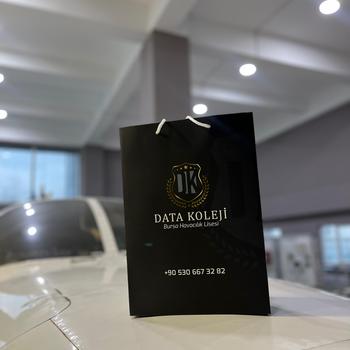 DK
DATA KOLEJİ
Bursa Havacılık Lisesi
+90 530 667 32 82